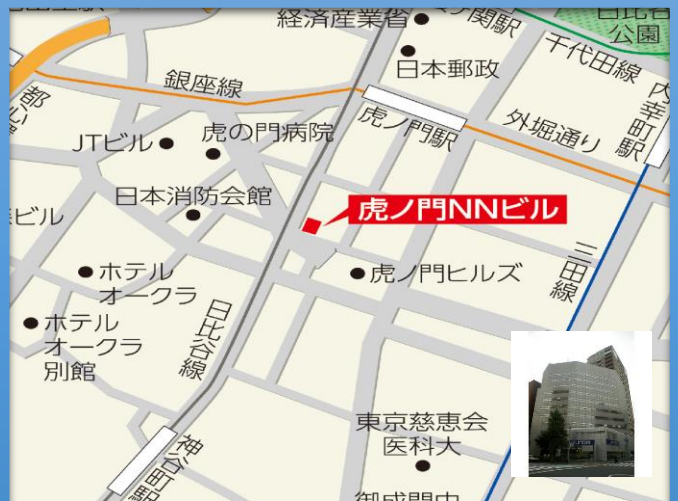 経済産業省
関駅
公園
日本郵政
千代田線
内幸町駅
銀座線
JTビル
虎の門病院
虎ノ門駅
外堀通り
日本消防会館
虎ノ門NNビル
ビル
三田線
ホテル
オークラ
虎ノ門ヒルズ
日比谷線
ホテル
オークラ
別館
東京慈恵会
医科大
神谷町駅